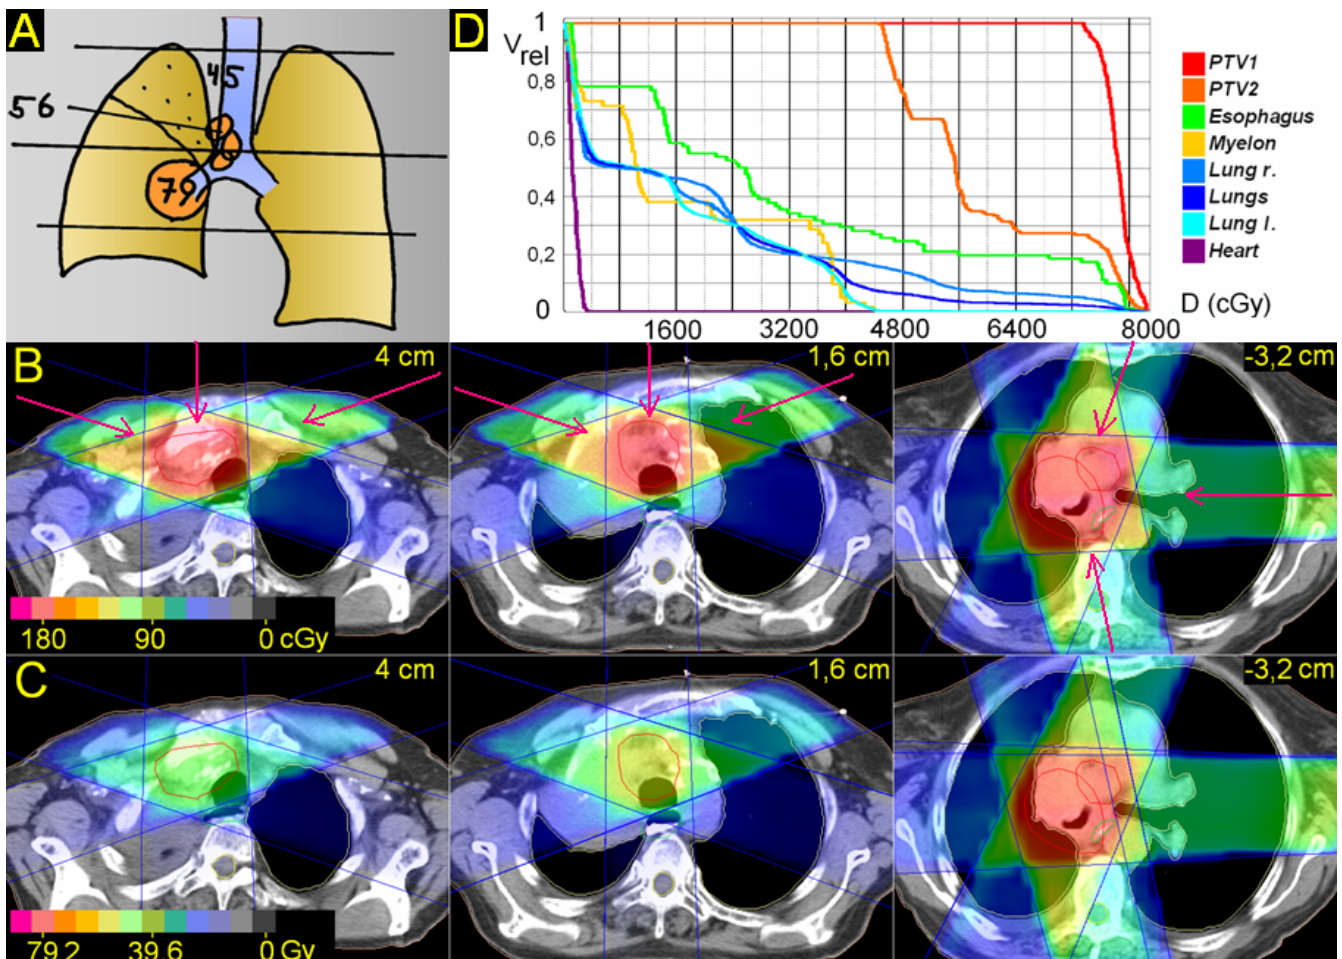 A
45
56
79
D
1
V rel
0,8
0,6
0,4
0,2
0
1600 3200 4800 6400 8000
D (cGy)
PTV1
PTV2
Esophagus
Myelon
Lung r.
Lungs
Lung l.
Heart
B
4 cm
1,6 cm
-3,2 cm
180 90 0 cGy
C
4 cm
1,6 cm
-3,2 cm
79,2 39,6 0 Gy